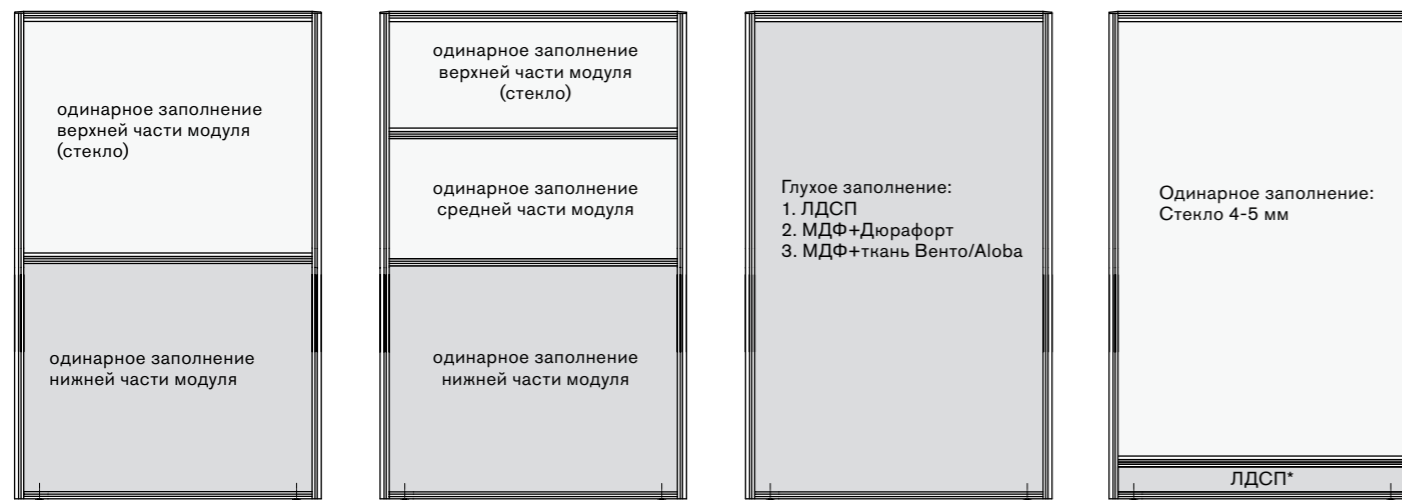 одинарное заполнение
верхней части модуля
(стекло)
одинарное заполнение
нижней части модуля
одинарное заполнение
верхней части модуля
(стекло)
одинарное заполнение
средней части модуля
одинарное заполнение
нижней части модуля
Глухое заполнение:
1. ЛДСП
2. МДФ+Дюрафорт
3. МДФ+ткань Венто/Aloba
Одинарное заполнение:
Стекло 4-5 мм
ЛДСП*